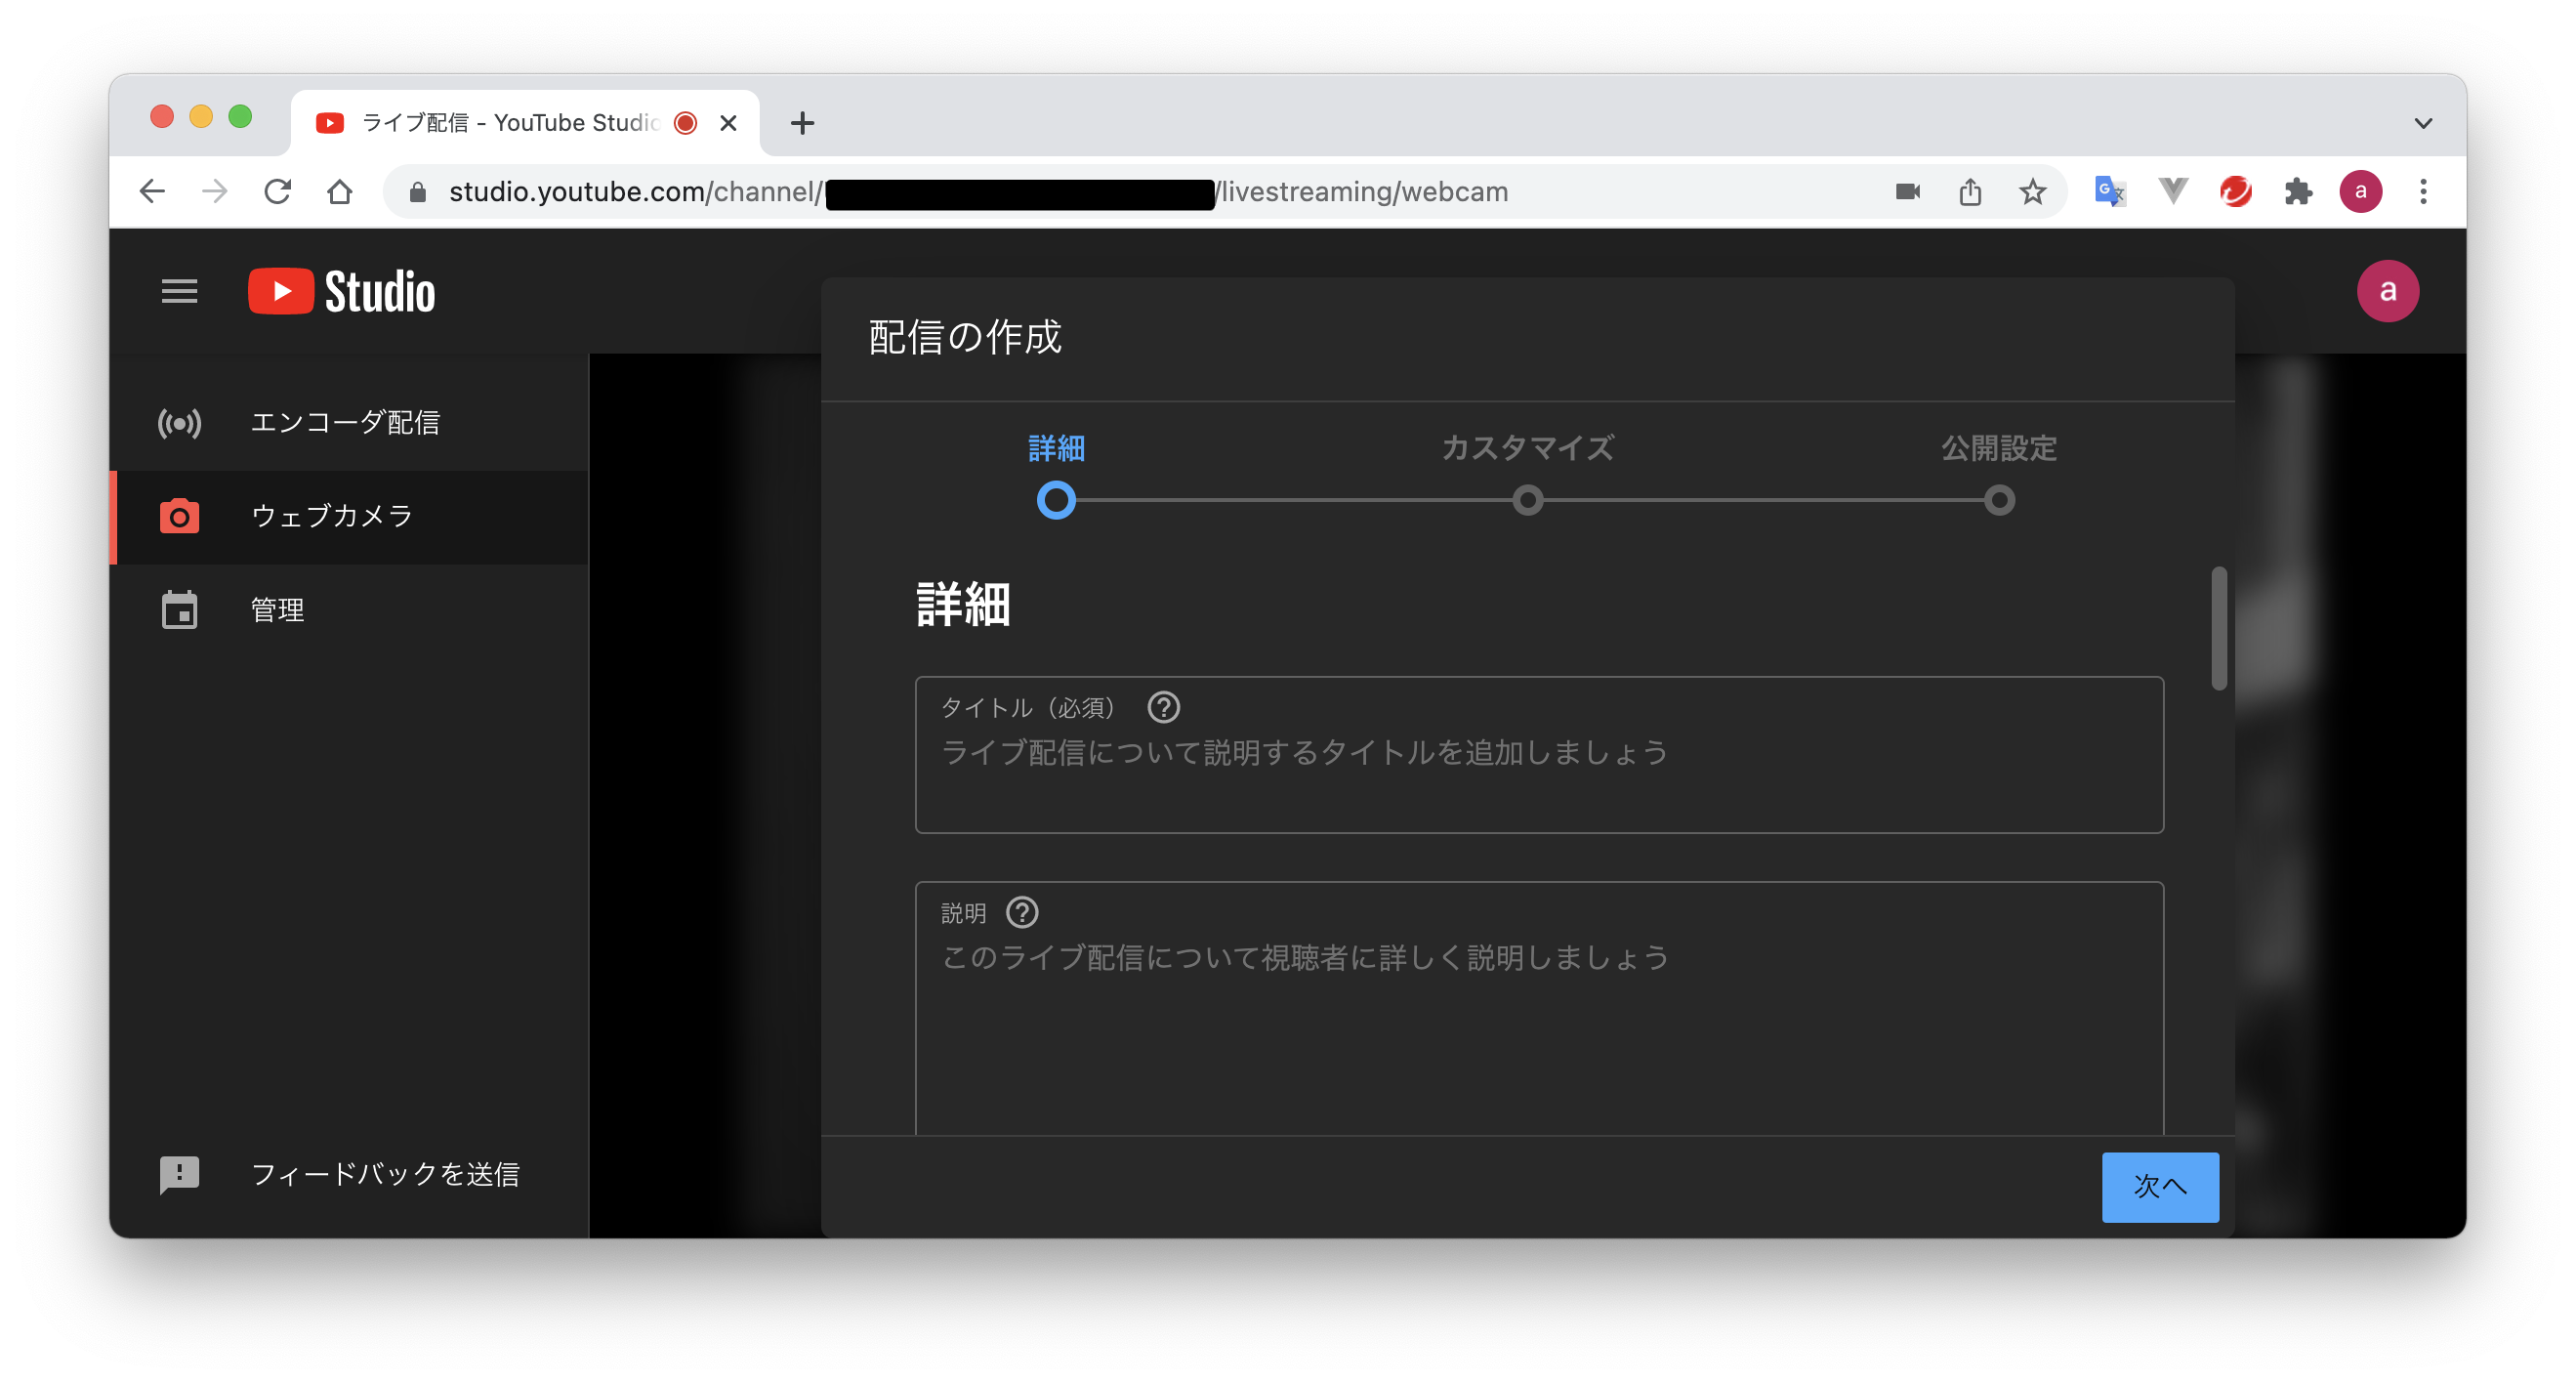 ライブ配信 - YouTube Studio
studio.youtube.com/channel/ /livestreaming/webcam
a
Studio
a
エンコーダ配信
ウェブカメラ
管理
フィードバックを送信
配信の作成
詳細 カスタマイズ 公開設定
詳細
タイトル（必須）
ライブ配信について説明するタイトルを追加しましょう
説明
このライブ配信について視聴者に詳しく説明しましょう
次へ